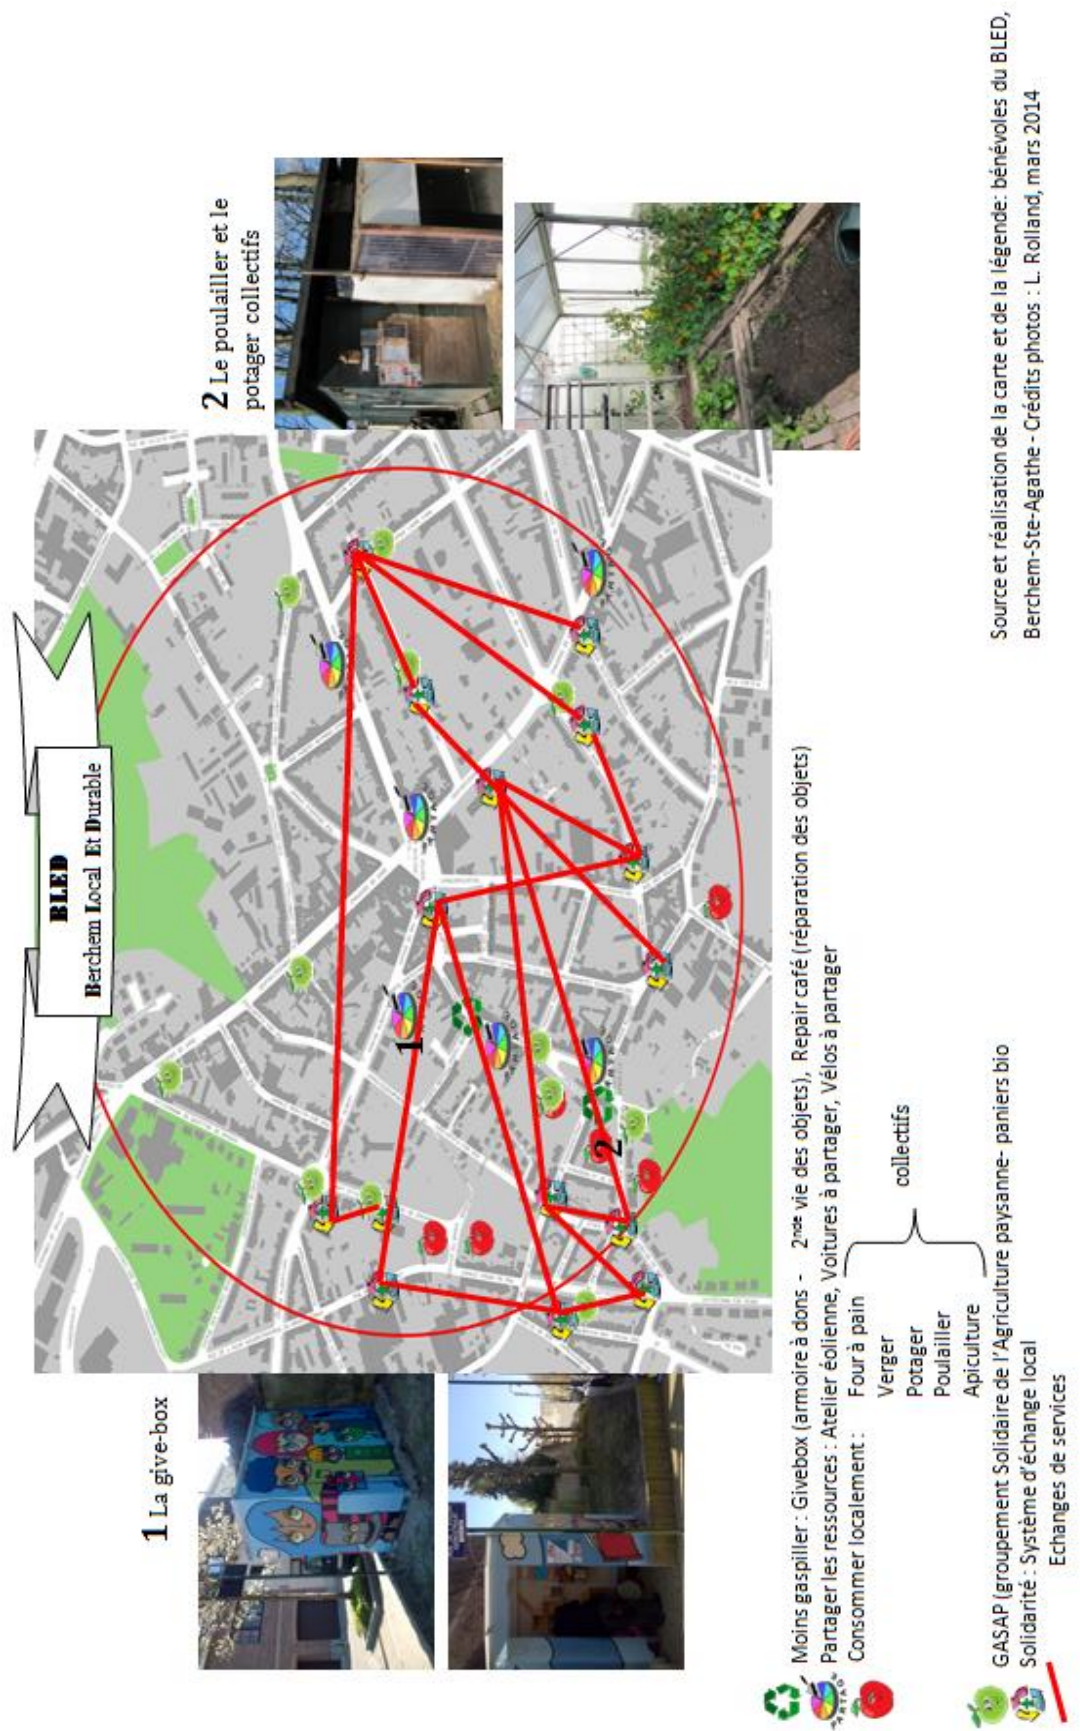 BLED
Berchem Local Et Durable
1 La give-box
2 Le poulailler et le
potager collectifs
1
2
Moins gaspiller : Givebox (armoire à dons - 2nde vie des objets), Repair café (réparation des objets)
Partager les ressources : Atelier éolienne, Voitures à partager, Vélos à partager
Consommer localement : Four à pain
Verger
Potager
Poulailler
Apiculture
collectifs
GASAP (groupement Solidaire de l'Agriculture paysanne- paniers bio
Solidarité : Système d'échange local
Echanges de services
PARTAGE
Source et réalisation de la carte et de la légende: bénévoles du BLED,
Berchem-Ste-Agathe - Crédits photos : L. Rolland, mars 2014